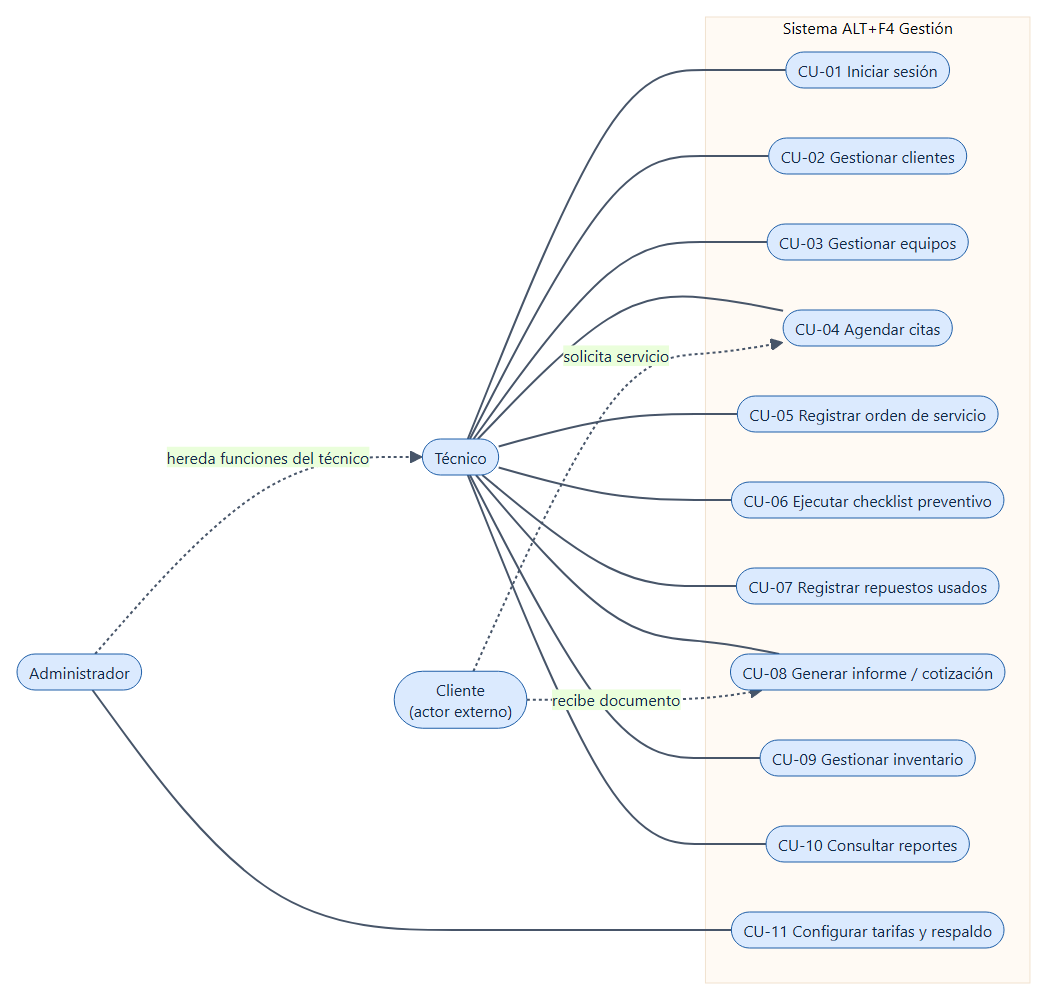 Sistema ALT+F4 Gestión
CU-01 Iniciar sesión
CU-02 Gestionar clientes
CU-03 Gestionar equipos
CU-04 Agendar citas
solicita servicio
CU-05 Registrar orden de servicio
hereda funciones del técnico
Técnico
CU-06 Ejecutar checklist preventivo
CU-07 Registrar repuestos usados
Administrador
CU-08 Generar informe / cotización
Cliente
(actor externo)
recibe documento
CU-09 Gestionar inventario
CU-10 Consultar reportes
CU-11 Configurar tarifas y respaldo